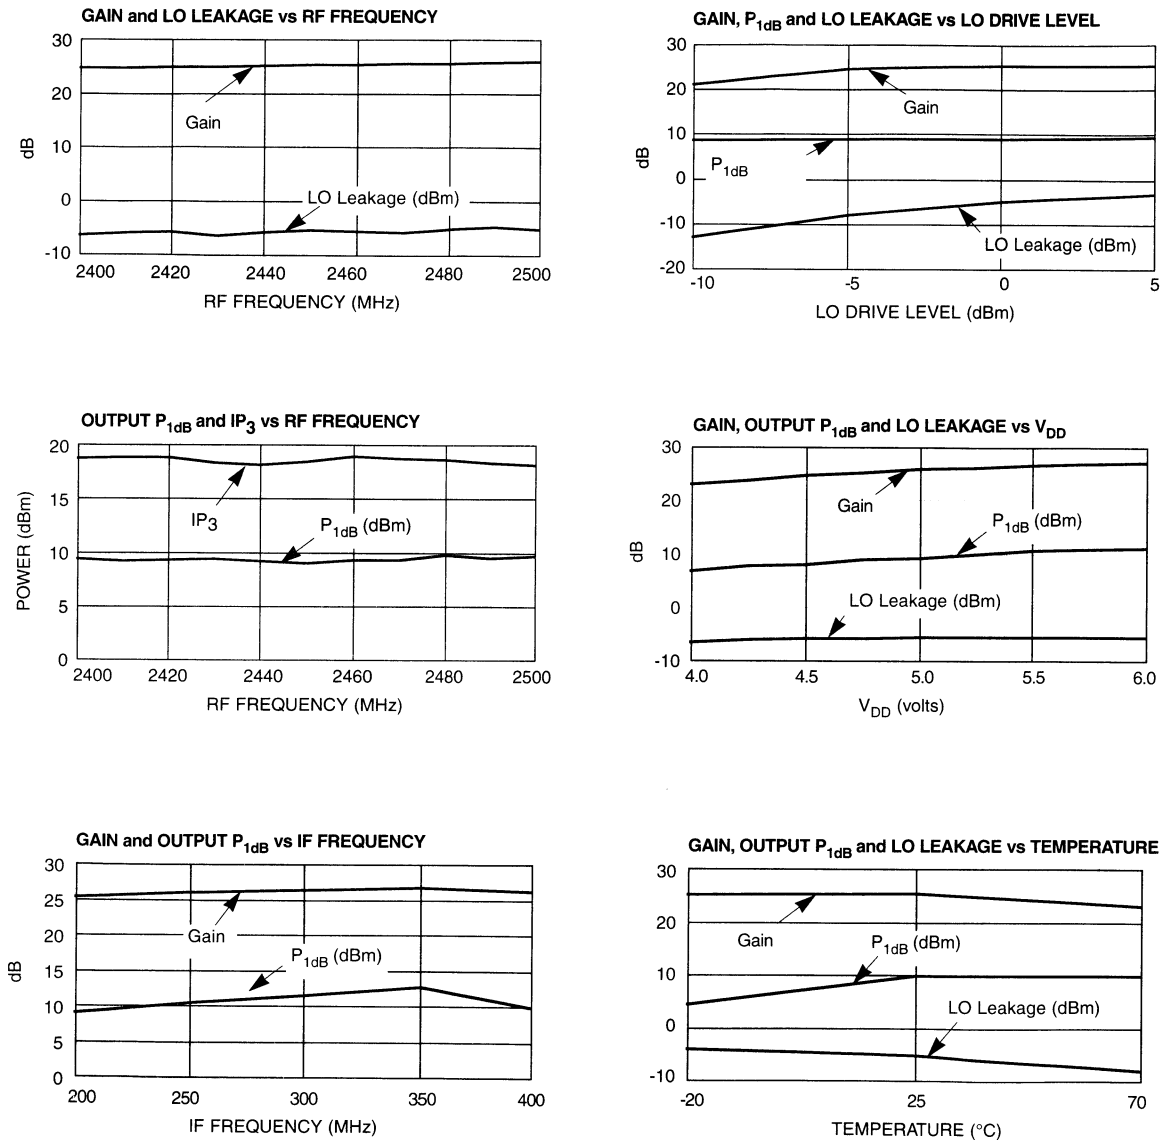 GAIN and LO LEAKAGE vs RF FREQUENCY
30
20
10
0
-10
dB
Gain
LO Leakage (dBm)
2400 2420 2440 2460 2480 2500
RF FREQUENCY (MHz)
GAIN, P1dB and LO LEAKAGE vs LO DRIVE LEVEL
30
20
10
0
-10
-20
dB
Gain
P1dB
LO Leakage (dBm)
-10 -5 0 5
LO DRIVE LEVEL (dBm)
OUTPUT P1dB and IP3 vs RF FREQUENCY
20
15
10
5
0
POWER (dBm)
IP3
P1dB (dBm)
2400 2420 2440 2460 2480 2500
RF FREQUENCY (MHz)
GAIN, OUTPUT P1dB and LO LEAKAGE vs VDD
30
20
10
0
-10
dB
Gain
P1dB (dBm)
LO Leakage (dBm)
4.0 4.5 5.0 5.5 6.0
VDD (volts)
GAIN and OUTPUT P1dB vs IF FREQUENCY
30
25
20
15
10
5
0
dB
Gain
P1dB (dBm)
200 250 300 350 400
IF FREQUENCY (MHz)
GAIN, OUTPUT P1dB and LO LEAKAGE vs TEMPERATURE
30
20
10
0
-10
dB
Gain
P1dB (dBm)
LO Leakage (dBm)
-20 25 70
TEMPERATURE (°C)